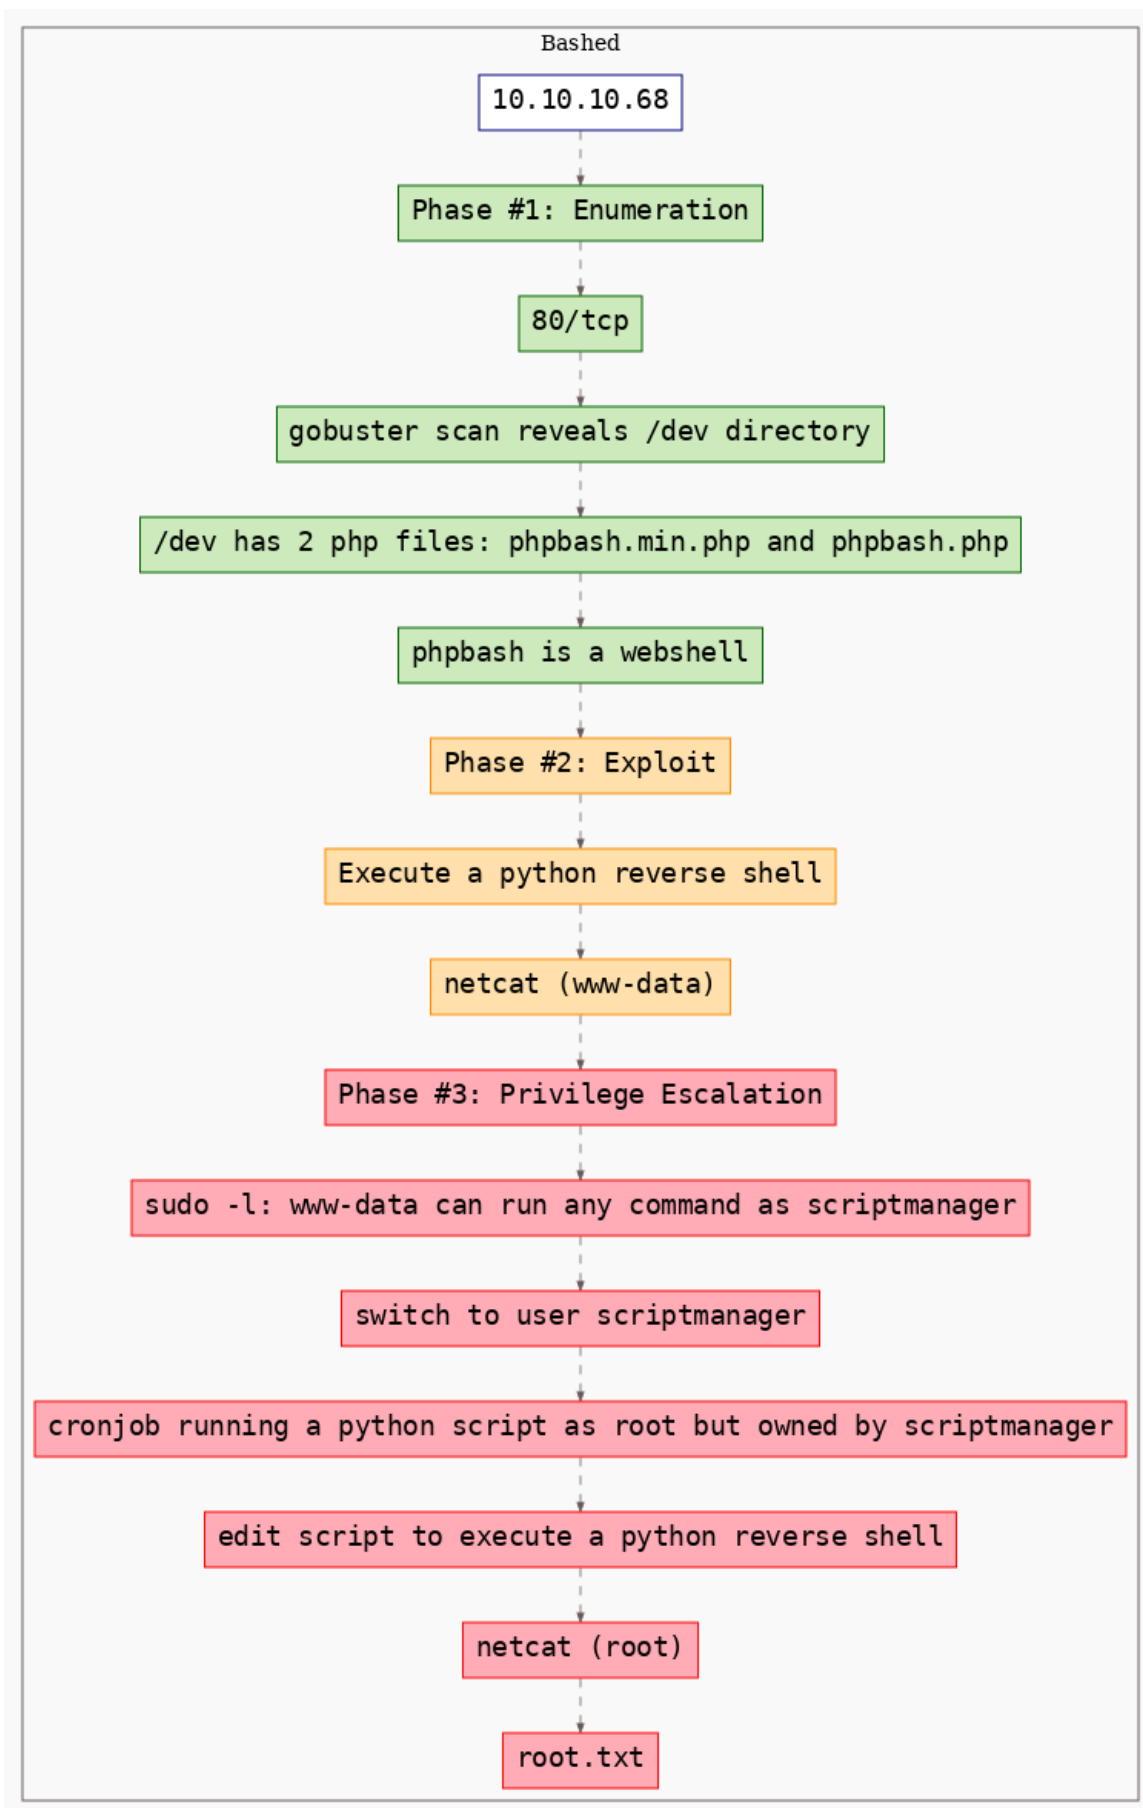 Bashed
10.10.10.68
Phase #1: Enumeration
80/tcp
gobuster scan reveals /dev directory
/dev has 2 php files: phpbash.min.php and phpbash.php
phpbash is a webshell
Phase #2: Exploit
Execute a python reverse shell
netcat (www-data)
Phase #3: Privilege Escalation
sudo -l: www-data can run any command as scriptmanager
switch to user scriptmanager
cronjob running a python script as root but owned by scriptmanager
edit script to execute a python reverse shell
netcat (root)
root.txt